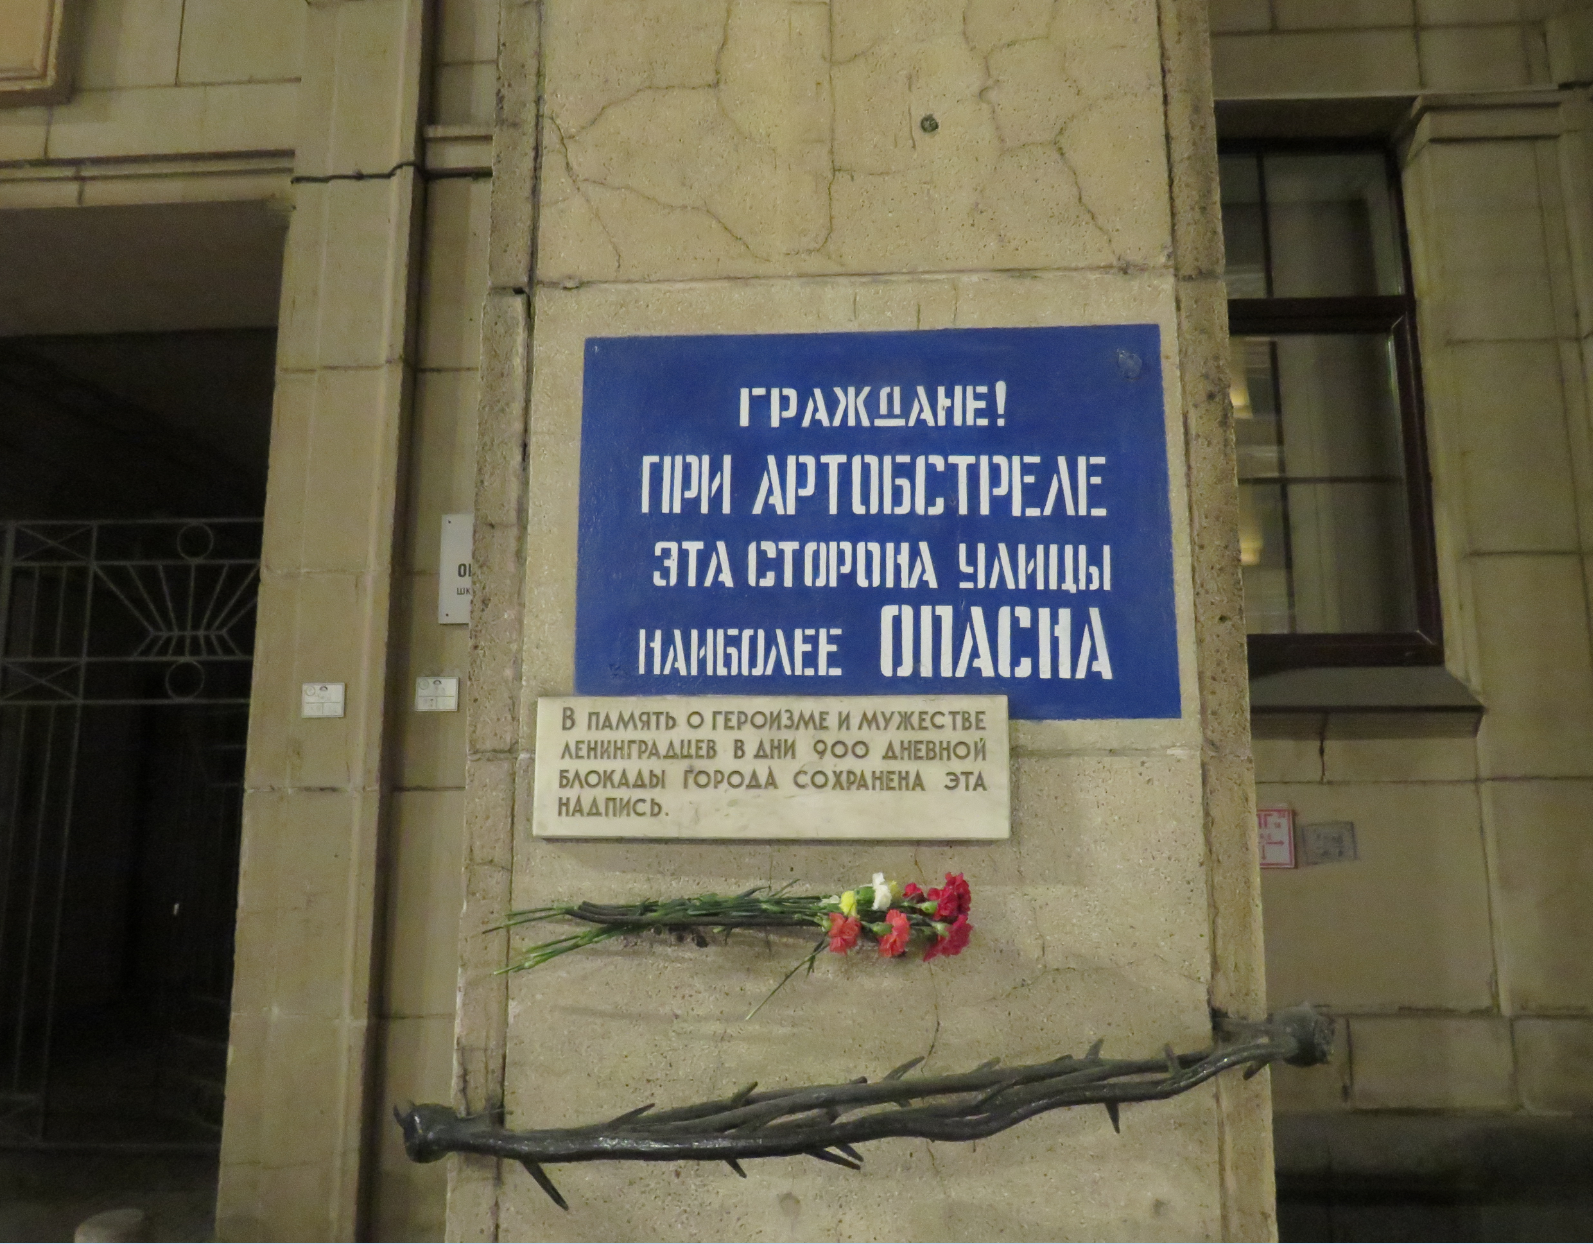 ГРАЖДАНЕ!
ПРИ АРТОБСТРЕЛЕ
ЭТА СТОРОНА УЛИЦЫ
НАИБОЛЕЕ ОПАСНА
В ПАМЯТЬ О ГЕРОИЗМЕ И МУЖЕСТВЕ
ЛЕНИНГРАДЦЕВ В ДНИ 900 ДНЕВНОЙ
БЛОКАДЫ ГОРОДА СОХРАНЕНА ЭТА
НАДПИСЬ.